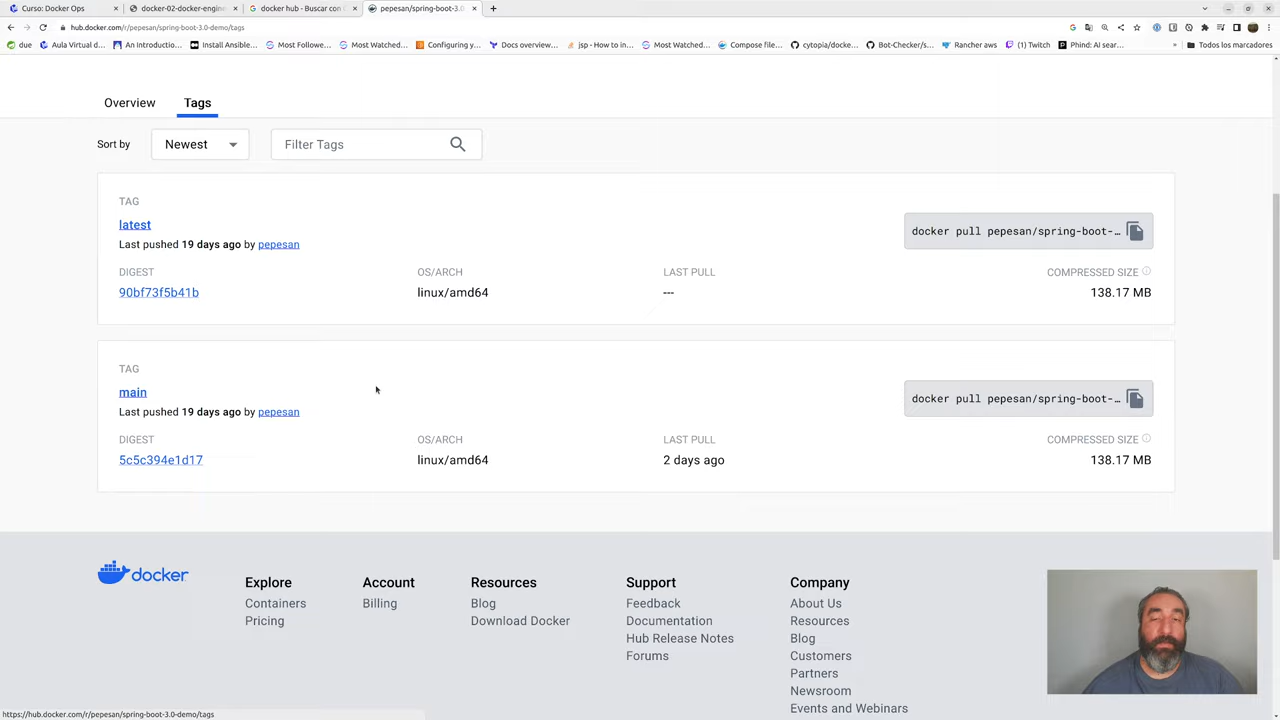 Curso: Docker Ops
docker-02-docker-engin
docker hub - Buscar con G
pepesan/spring-boot-3.0
hub.docker.com/r/pepesan/spring-boot-3.0-demo/tags
due
Aula Virtual d...
An Introductio...
Install Ansible...
Most Followe...
Most Watched...
Configuring y...
Docs overview...
jsp - How to in...
Most Watched...
Compose file...
cytopia/docke...
Bot-Checker/s...
Rancher aws
(1) Twitch
Phind: AI sear...
»
Todos los marcadores
Overview
Tags
Sort by
Newest
Filter Tags
TAG
latest
Last pushed 19 days ago by pepesan
docker pull pepesan/spring-boot-…
DIGEST
OS/ARCH
LAST PULL
COMPRESSED SIZE
90bf73f5b41b
linux/amd64
---
138.17 MB
TAG
main
Last pushed 19 days ago by pepesan
docker pull pepesan/spring-boot-…
DIGEST
OS/ARCH
LAST PULL
COMPRESSED SIZE
5c5c394e1d17
linux/amd64
2 days ago
138.17 MB
docker
Explore
Containers
Pricing
Account
Billing
Resources
Blog
Download Docker
Support
Feedback
Documentation
Hub Release Notes
Forums
Company
About Us
Resources
Blog
Customers
Partners
Newsroom
Events and Webinars
https://hub.docker.com/r/pepesan/spring-boot-3.0-demo/tags